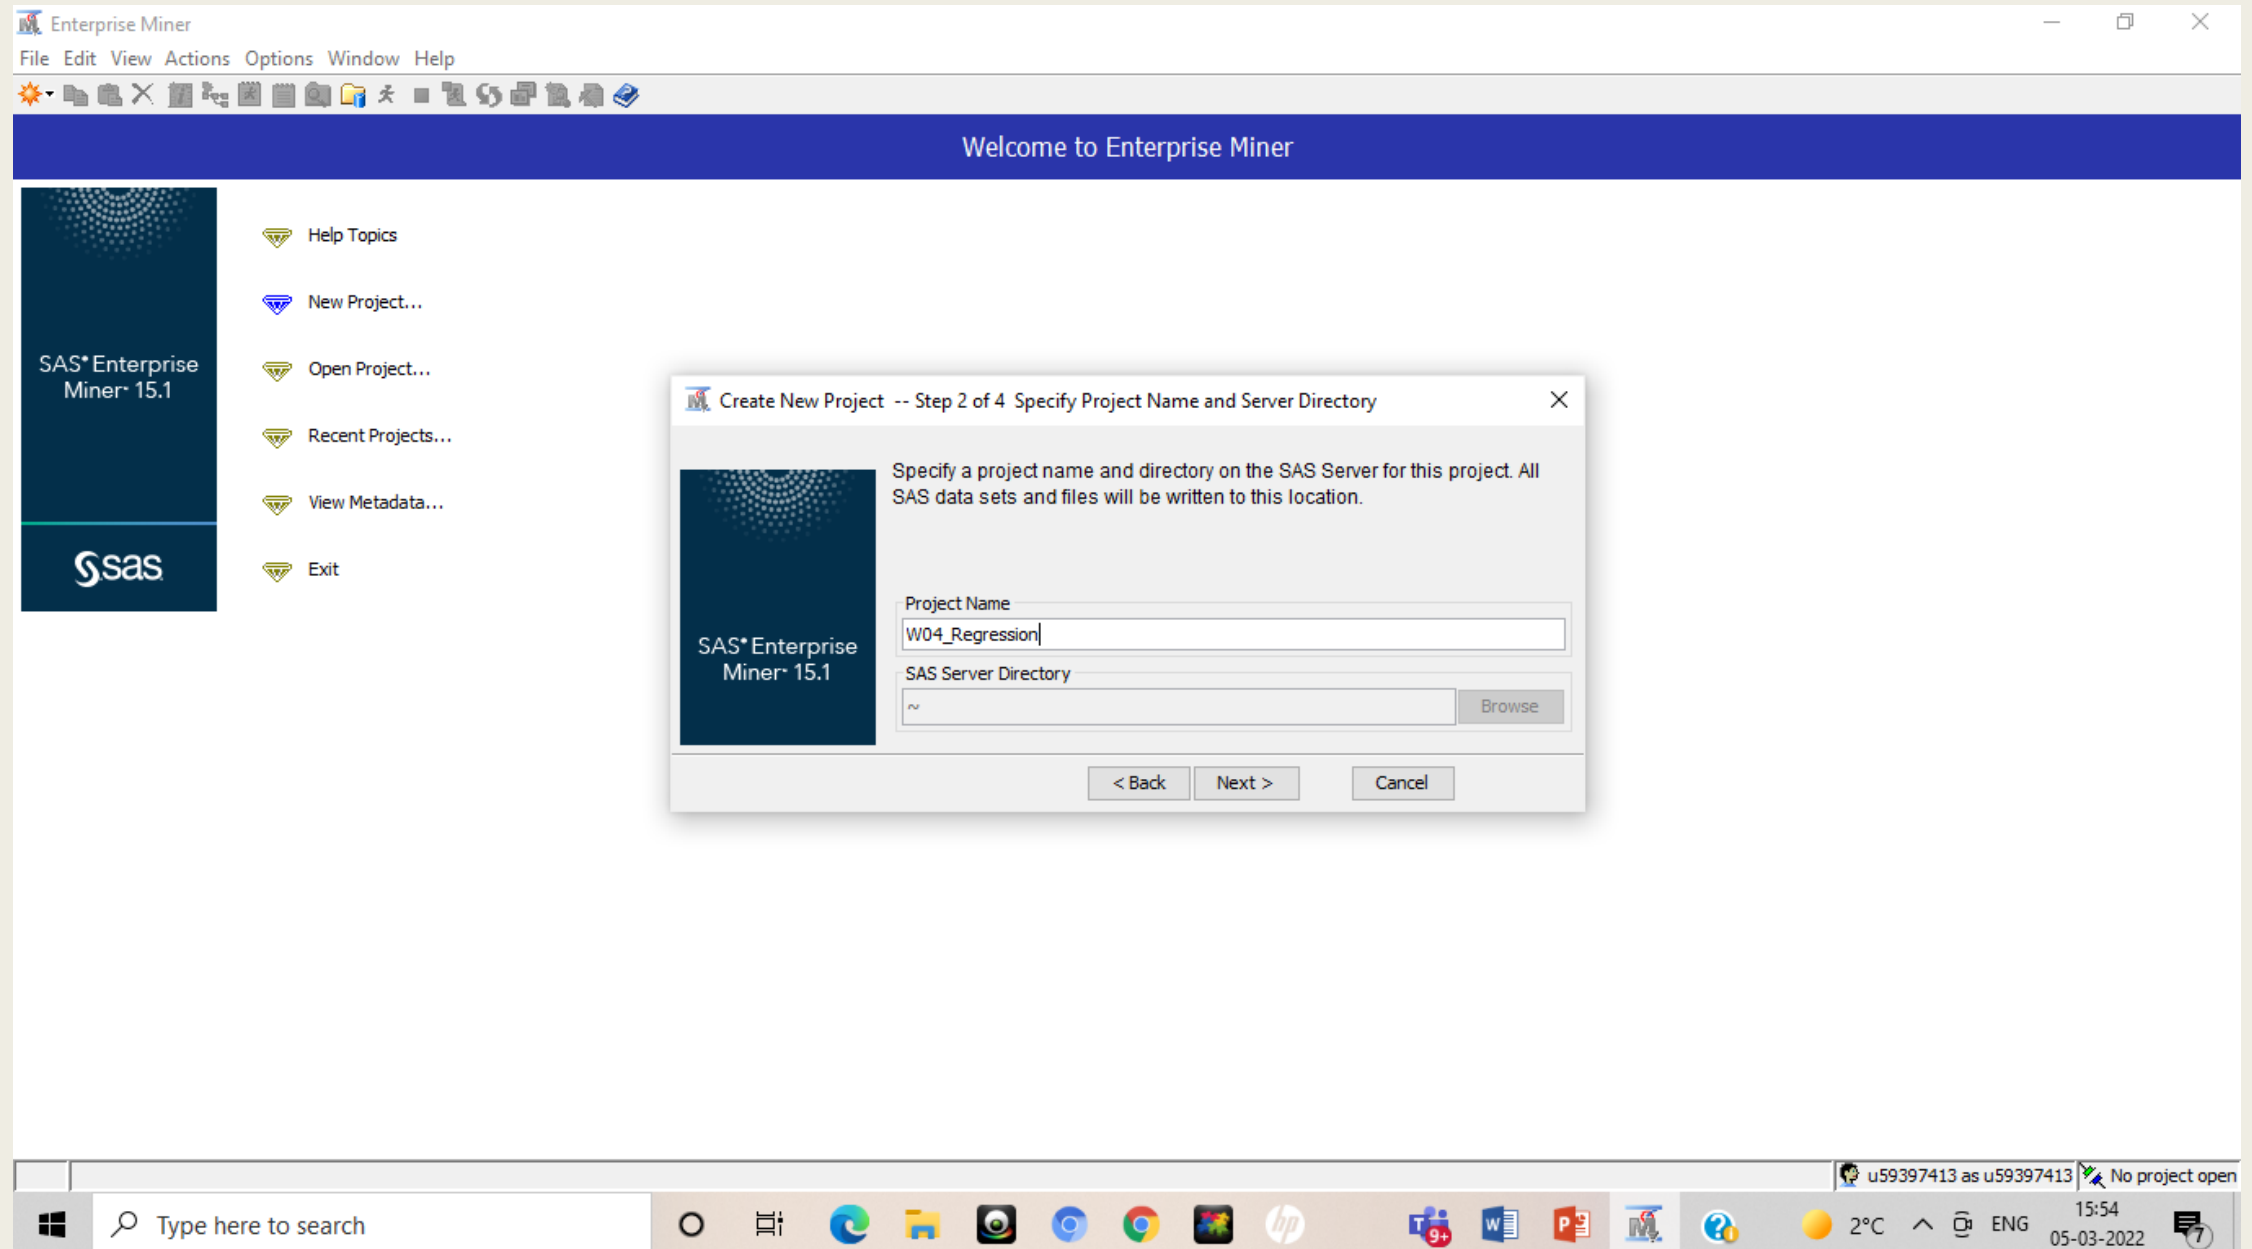 Enterprise Miner
File Edit View Actions Options Window Help
Welcome to Enterprise Miner
Help Topics
New Project...
Open Project...
Recent Projects...
View Metadata...
Exit
SAS® Enterprise
Miner™ 15.1
sas
Create New Project -- Step 2 of 4 Specify Project Name and Server Directory
Specify a project name and directory on the SAS Server for this project. All
SAS data sets and files will be written to this location.
SAS® Enterprise
Miner™ 15.1
Project Name
W04_Regression
SAS Server Directory
~
Browse
< Back
Next >
Cancel
u59397413 as u59397413
No project open
Type here to search
hp
T
9+
W
P
2°C
ENG
15:54
05-03-2022
7